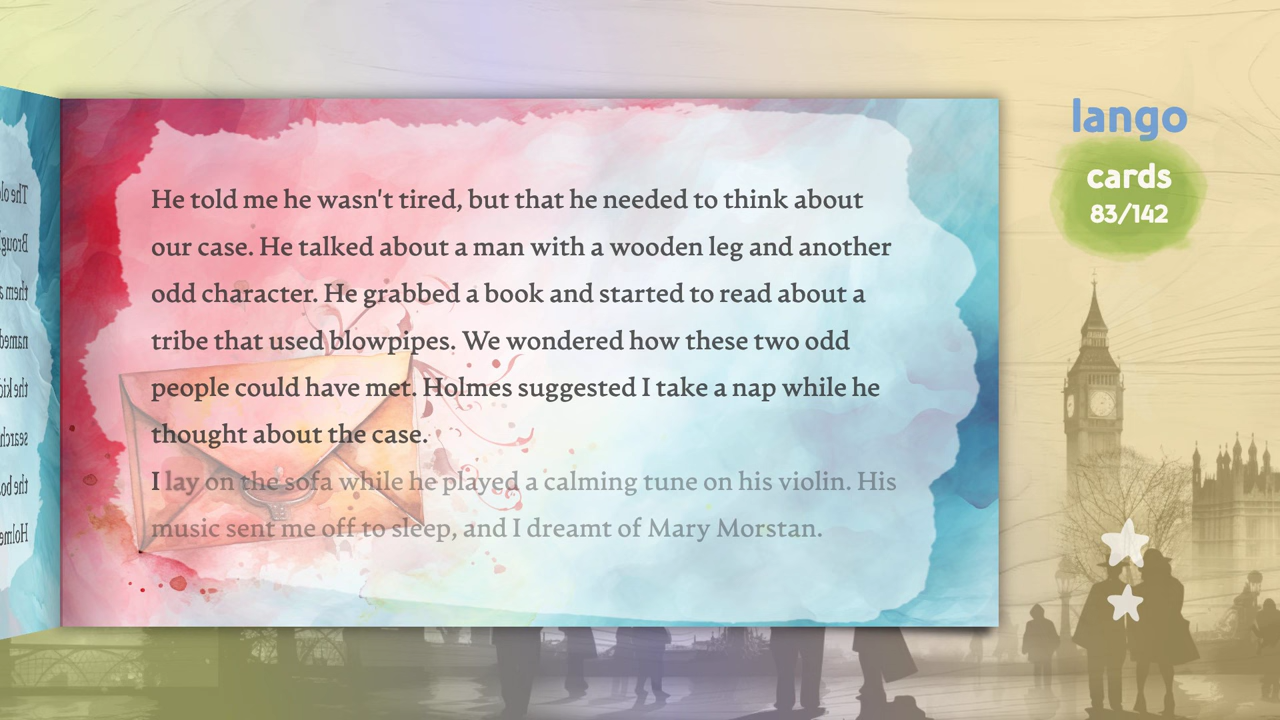 He told me he wasn't tired, but that he needed to think about
our case. He talked about a man with a wooden leg and another
odd character. He grabbed a book and started to read about a
tribe that used blowpipes. We wondered how these two odd
people could have met. Holmes suggested I take a nap while he
thought about the case.
I lay on the sofa while he played a calming tune on his violin. His
music sent me off to sleep, and I dreamt of Mary Morstan.
lango
cards
83/142